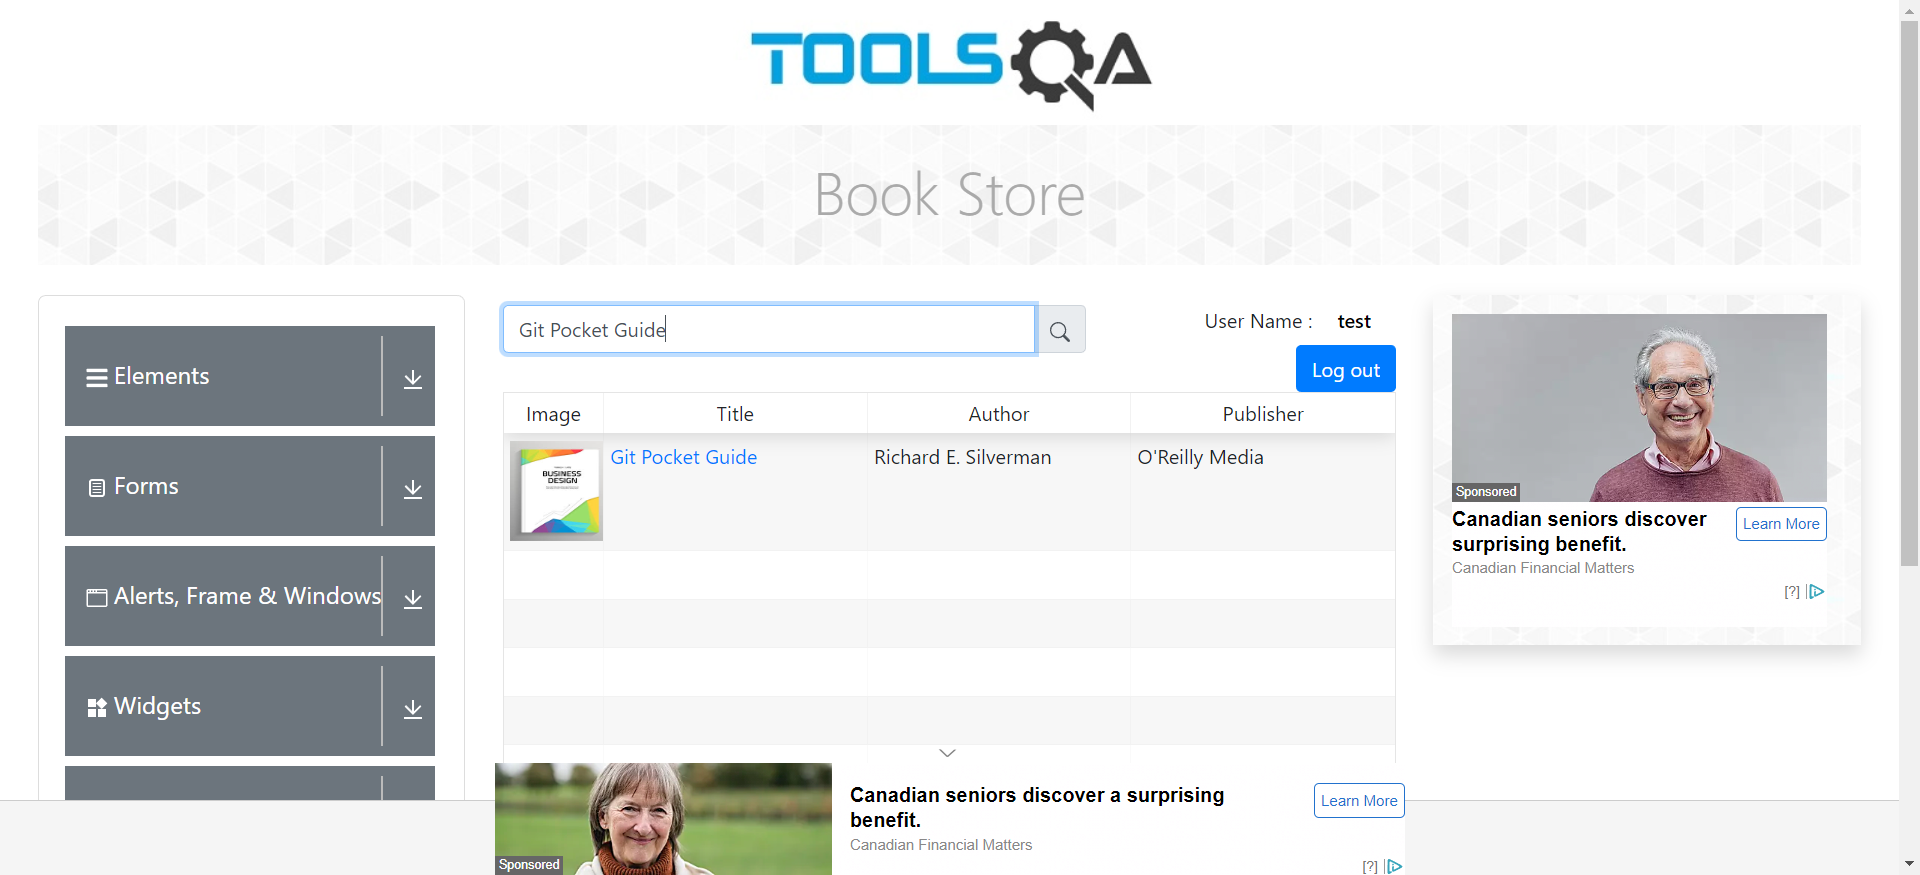 TOOLSQA
Book Store
Elements
Forms
Alerts, Frame & Windows
Widgets
Git Pocket Guide
User Name : test
Log out
Image Title Author Publisher
BUSINESS
DESIGN
Git Pocket Guide Richard E. Silverman O'Reilly Media
Sponsored
Canadian seniors discover
surprising benefit.
Learn More
Canadian Financial Matters
[?]
Sponsored
Canadian seniors discover a surprising
benefit.
Learn More
Canadian Financial Matters
[?]